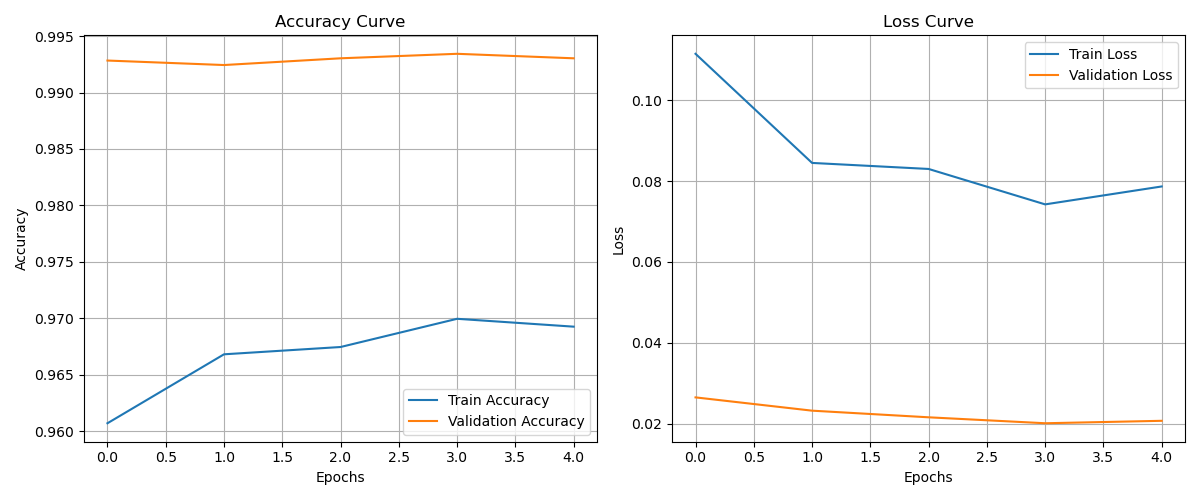 Accuracy Curve
Accuracy
0.995
0.990
0.985
0.980
0.975
0.970
0.965
0.960
Train Accuracy
Validation Accuracy
0.0 0.5 1.0 1.5 2.0 2.5 3.0 3.5 4.0
Epochs
Loss Curve
Train Loss
Validation Loss
Loss
0.10
0.08
0.06
0.04
0.02
0.0 0.5 1.0 1.5 2.0 2.5 3.0 3.5 4.0
Epochs